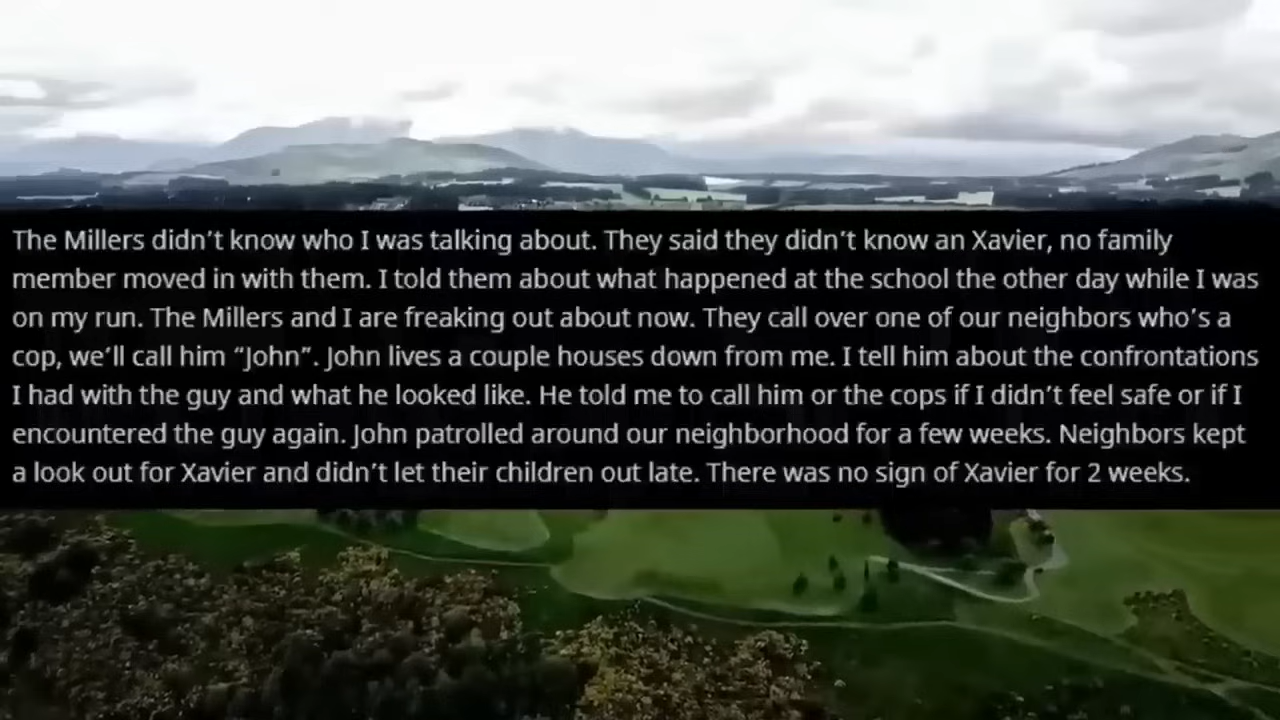 The Millers didn’t know who I was talking about. They said they didn’t know an Xavier, no family
member moved in with them. I told them about what happened at the school the other day while I was
on my run. The Millers and I are freaking out about now. They call over one of our neighbors who’s a
cop, we’ll call him “John”. John lives a couple houses down from me. I tell him about the confrontations
I had with the guy and what he looked like. He told me to call him or the cops if I didn’t feel safe or if I
encountered the guy again. John patrolled around our neighborhood for a few weeks. Neighbors kept
a look out for Xavier and didn’t let their children out late. There was no sign of Xavier for 2 weeks.